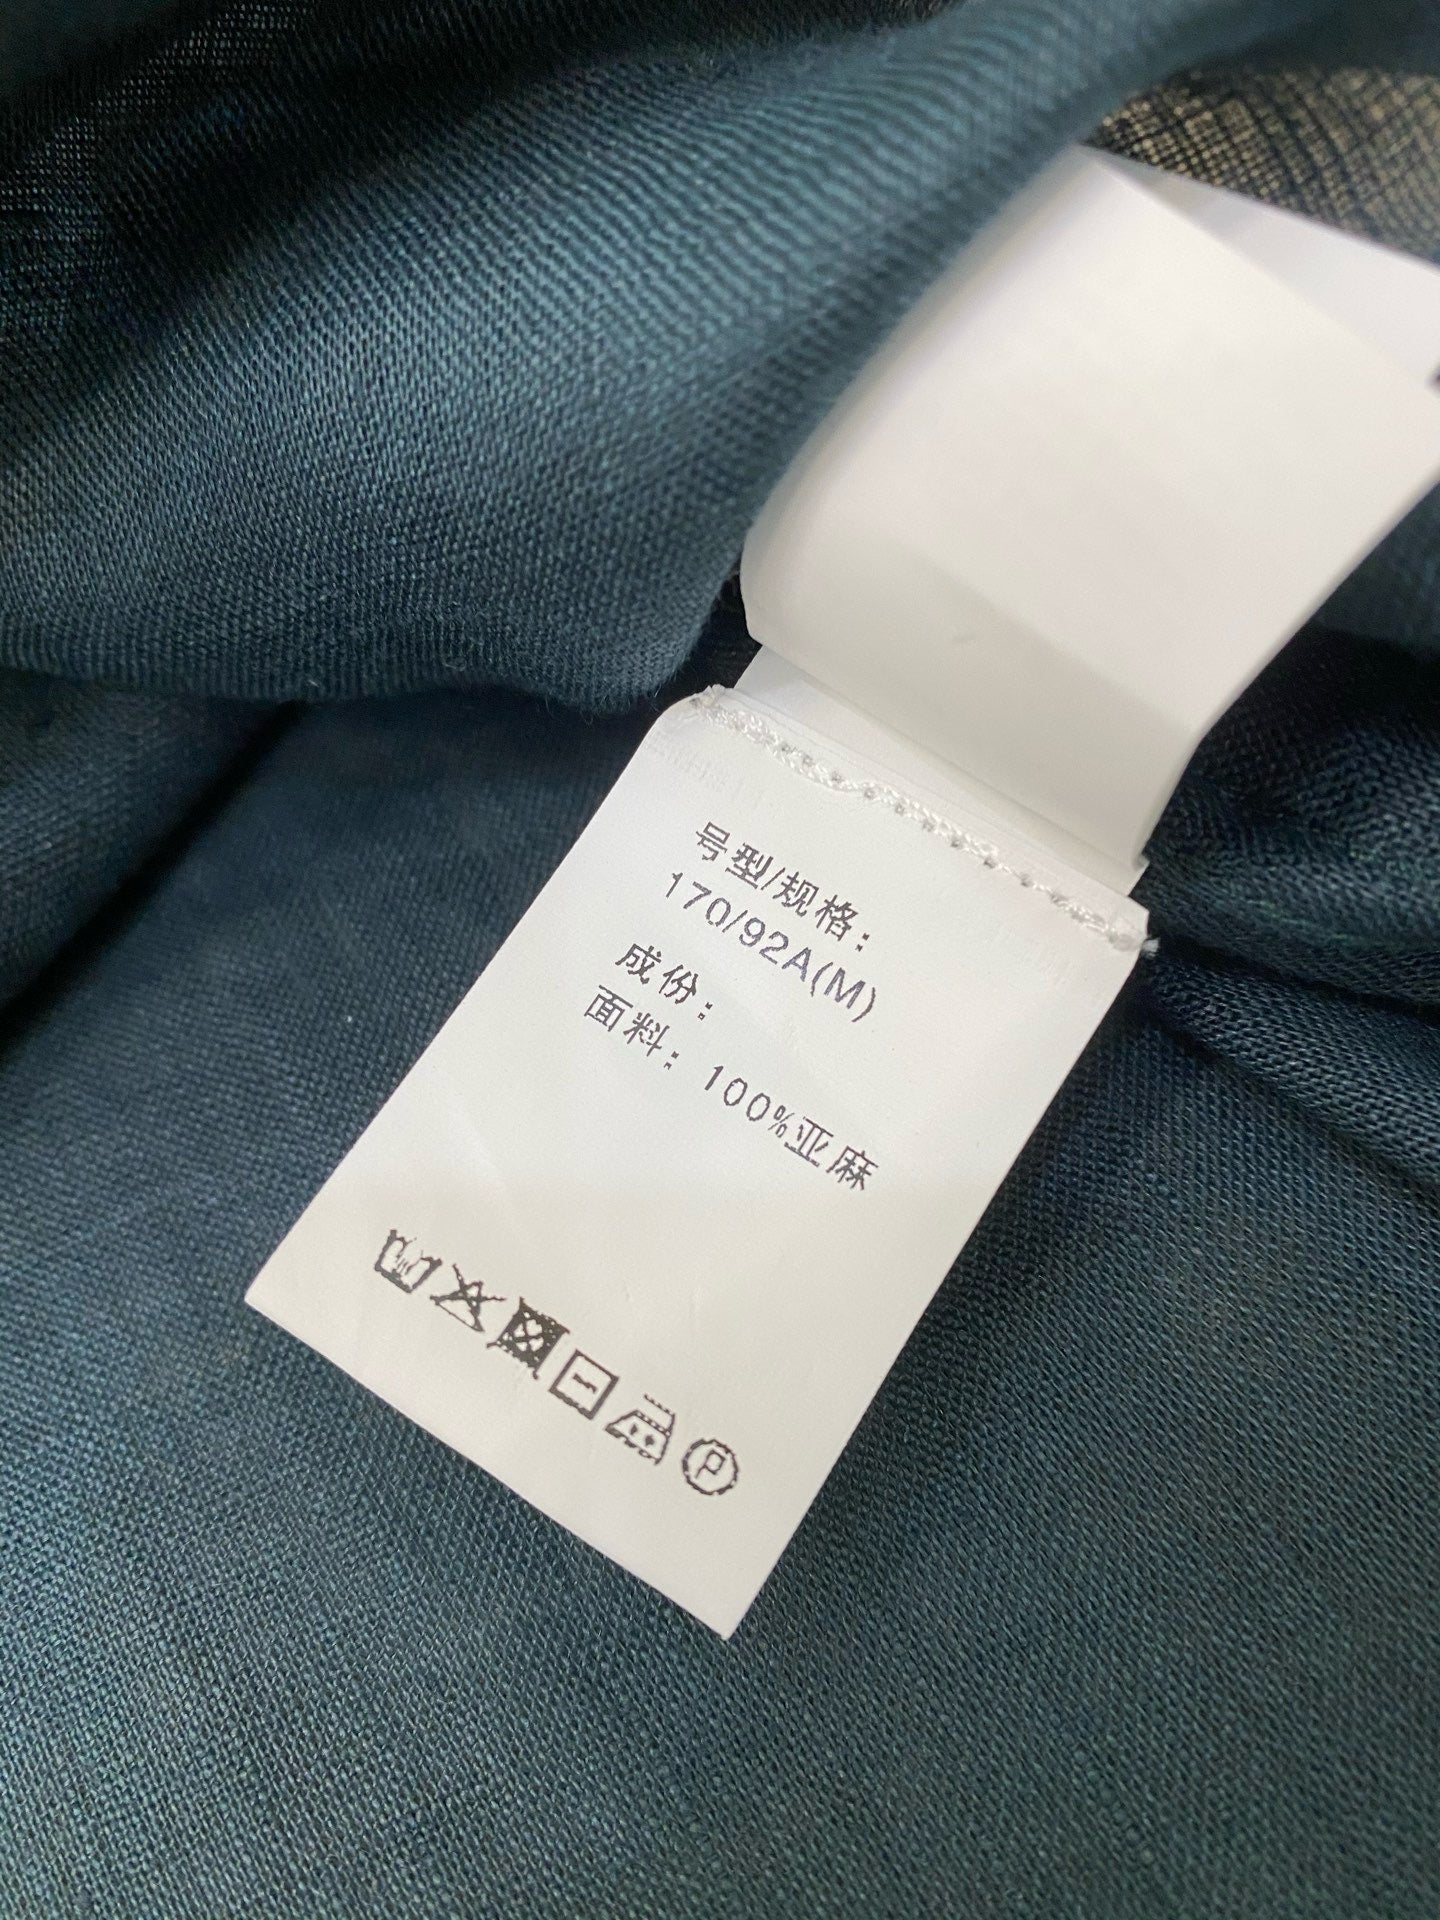 号型/规格：
170/92A(M)
成份：
面料：100%亚麻
P